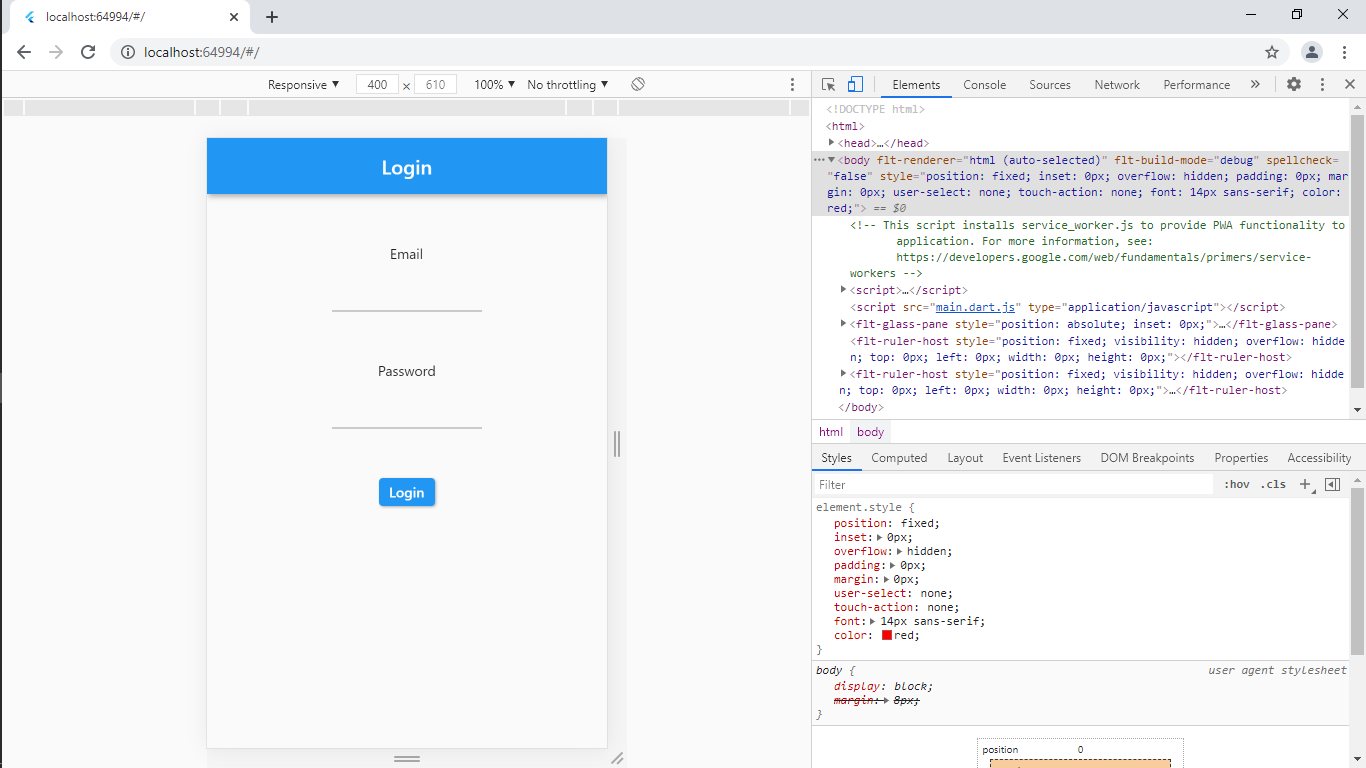 localhost:64994/#/
localhost:64994/#/
Responsive ▼ 400 × 610 100% ▼ No throttling ▼
Login
Email
Password
Login
Elements Console Sources Network Performance »
<!DOCTYPE html>
<html>
▶<head>…</head>
⋯▼<body flt-renderer="html (auto-selected)" flt-build-mode="debug" spellcheck=
"false" style="position: fixed; inset: 0px; overflow: hidden; padding: 0px; mar
gin: 0px; user-select: none; touch-action: none; font: 14px sans-serif; color:
red;"> == $0
<!-- This script installs service_worker.js to provide PWA functionality to
application. For more information, see:
https://developers.google.com/web/fundamentals/primers/service-
workers -->
▶<script>…</script>
<script src="main.dart.js" type="application/javascript"></script>
▶<flt-glass-pane style="position: absolute; inset: 0px;">…</flt-glass-pane>
<flt-ruler-host style="position: fixed; visibility: hidden; overflow: hidde
n; top: 0px; left: 0px; width: 0px; height: 0px;"></flt-ruler-host>
▶<flt-ruler-host style="position: fixed; visibility: hidden; overflow: hidde
n; top: 0px; left: 0px; width: 0px; height: 0px;">…</flt-ruler-host>
</body>
html body
Styles Computed Layout Event Listeners DOM Breakpoints Properties Accessibility
Filter :hov .cls +
element.style {
position: fixed;
inset:▶0px;
overflow:▶hidden;
padding:▶0px;
margin:▶0px;
user-select: none;
touch-action: none;
font:▶14px sans-serif;
color: red;
}
body { user agent stylesheet
display: block;
margin:▶8px;
}
position 0